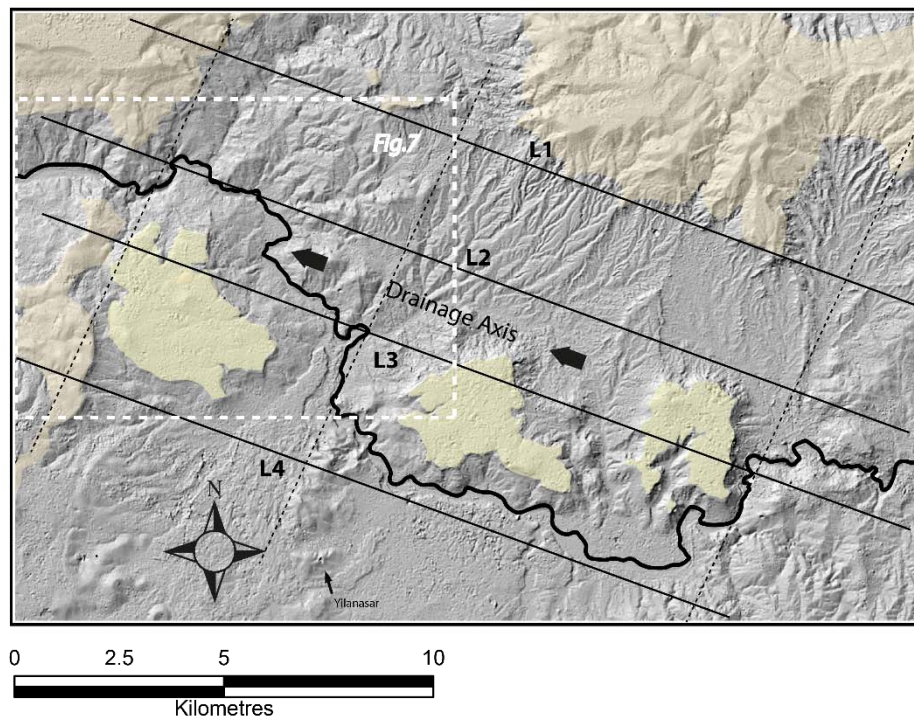 Fig.7
L1
L2
Drainage Axis
L3
L4
N
Yilanasar
0 2.5 5 10
Kilometres